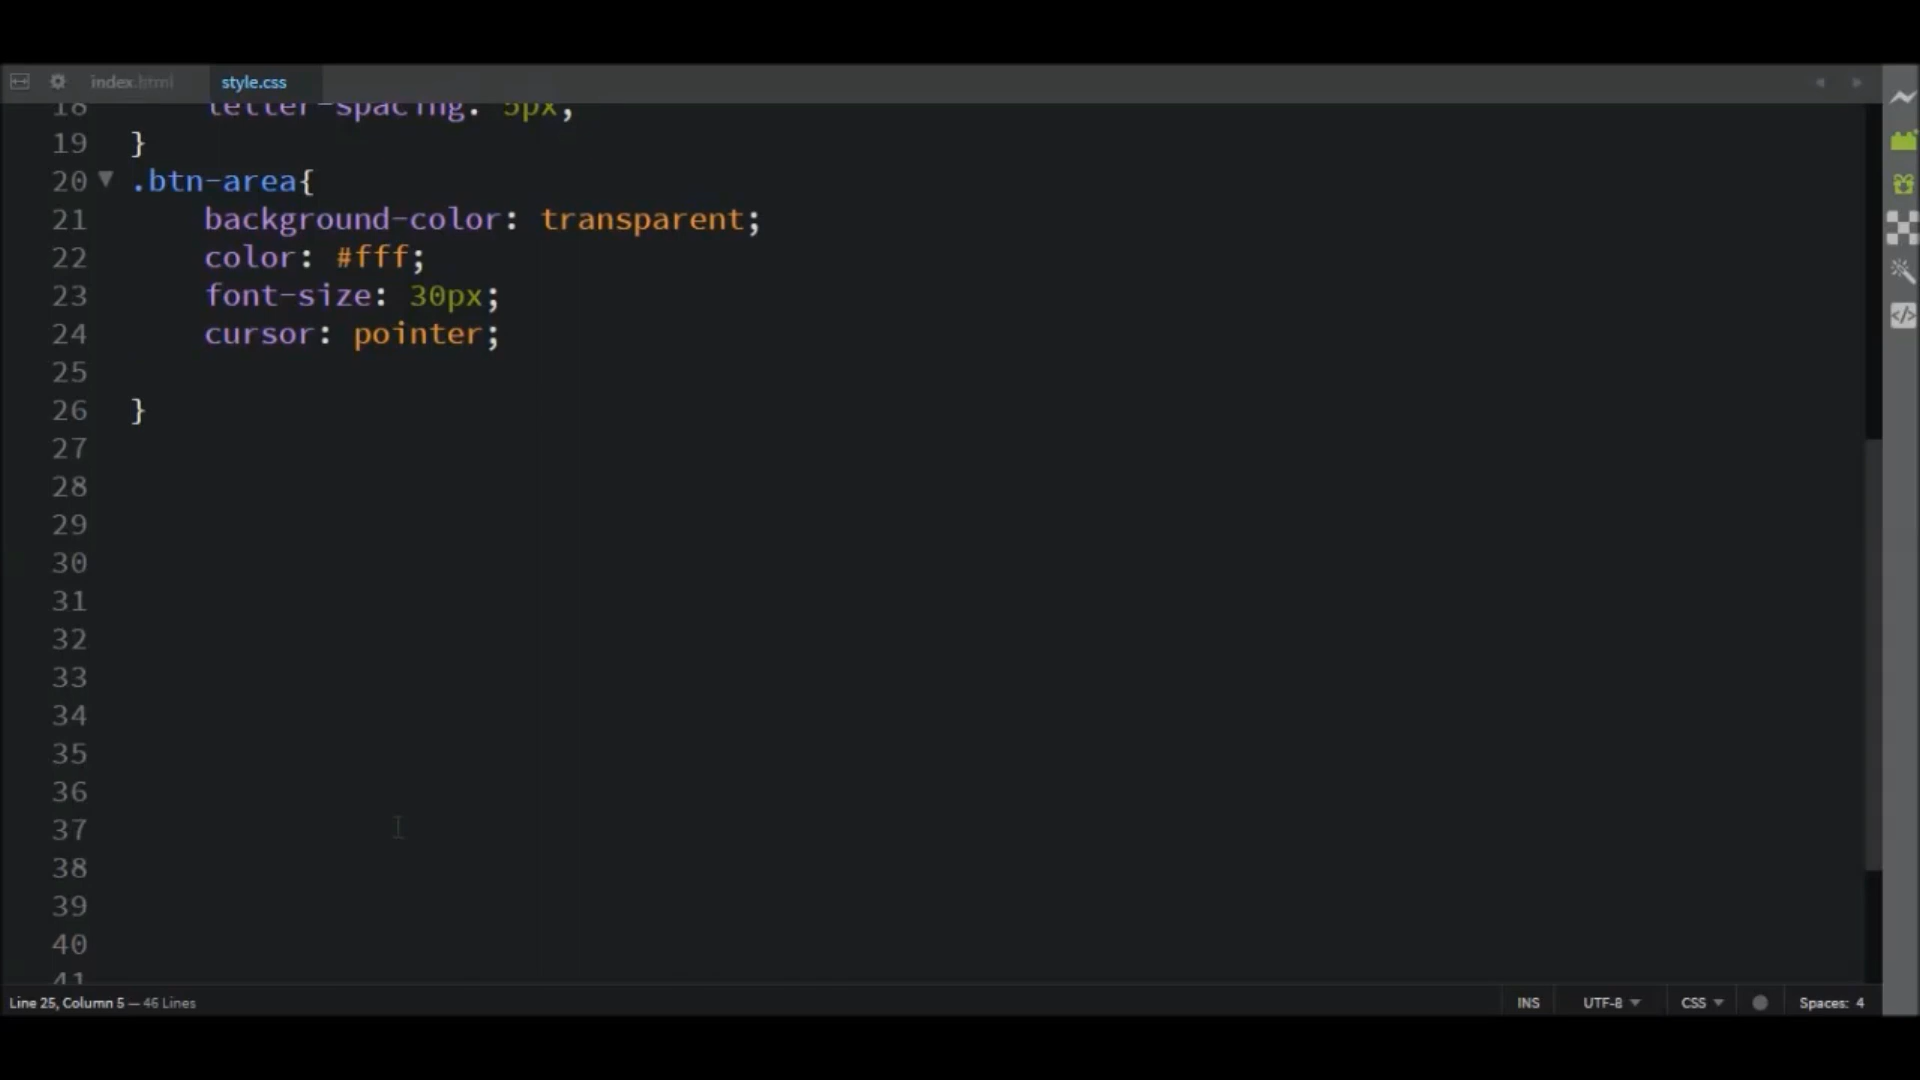 index.html style.css
18 letter-spacing: 5px;
19 }
20 .btn-area{
21 background-color: transparent;
22 color: #fff;
23 font-size: 30px;
24 cursor: pointer;
25
26 }
27
28
29
30
31
32
33
34
35
36
37
38
39
40
41
Line 25, Column 5 — 46 Lines INS UTF-8 CSS Spaces: 4